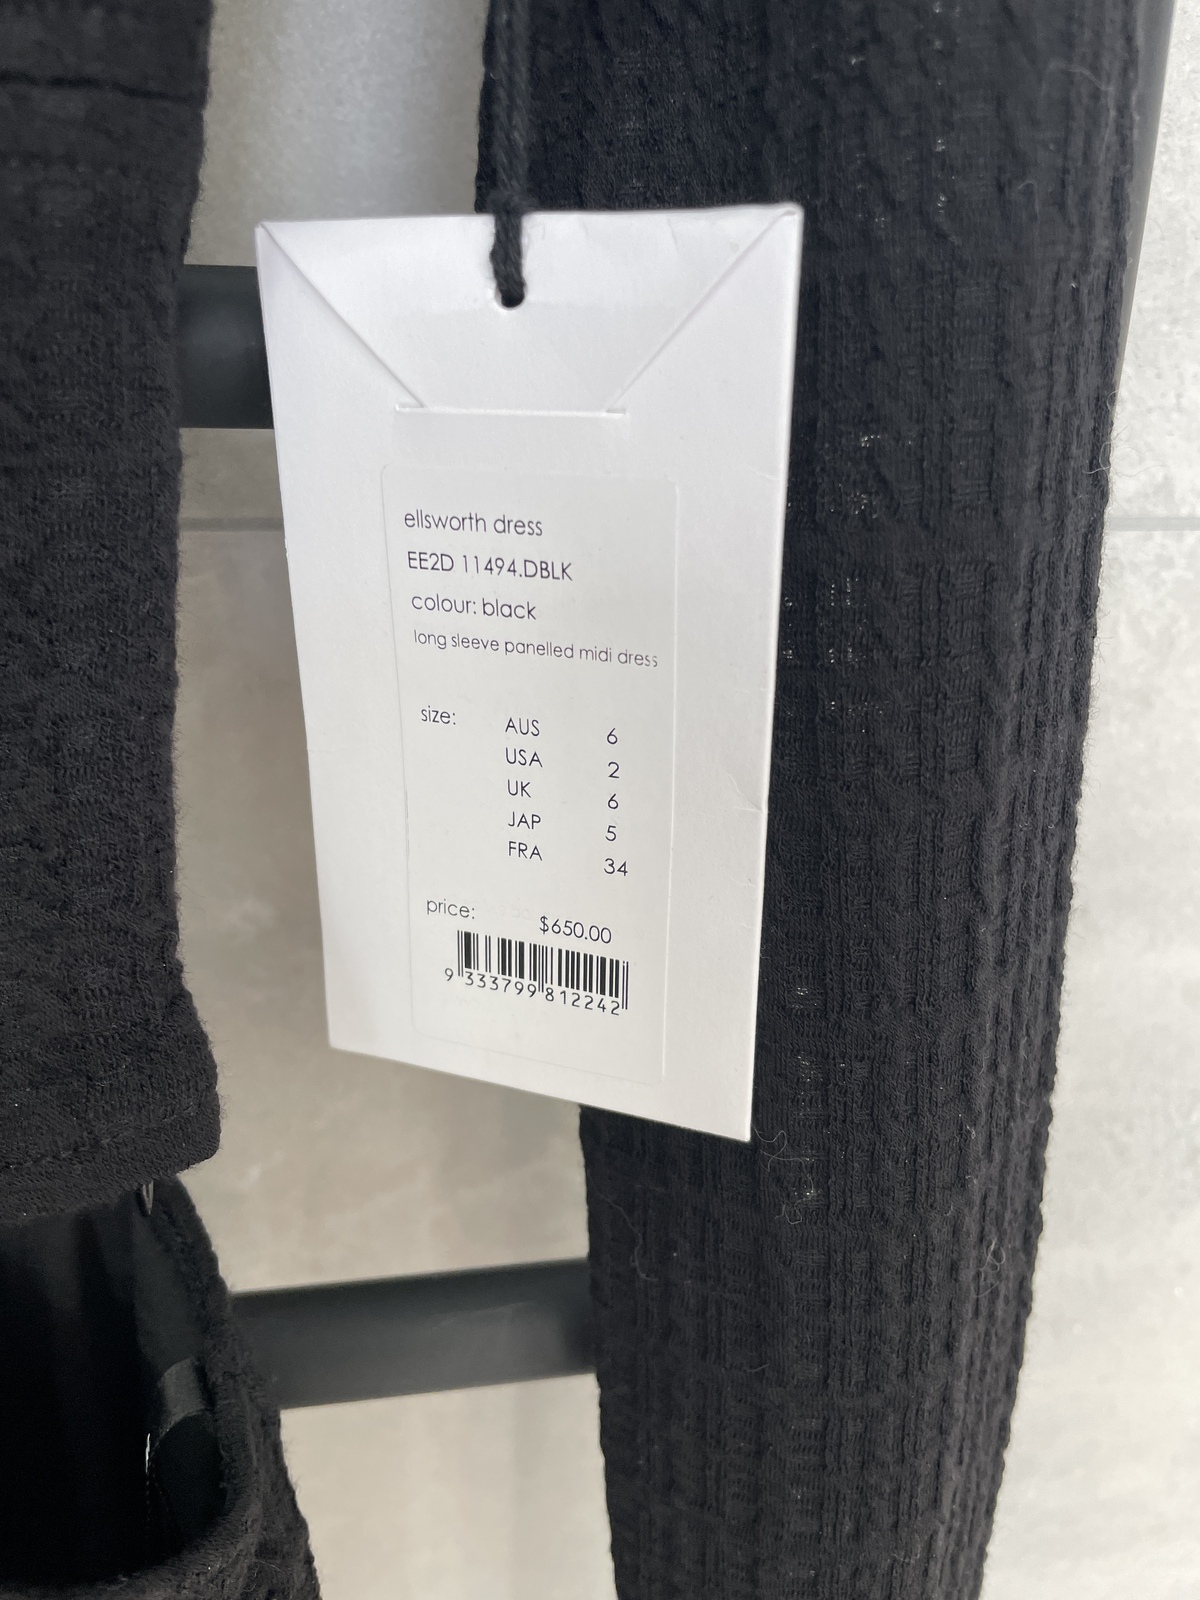 ellsworth dress
EE2D 11494.DBLK
colour: black
long sleeve panelled midi dress
size: AUS 6
USA 2
UK 6
JAP 5
FRA 34
price: $650.00
9 333799 812242